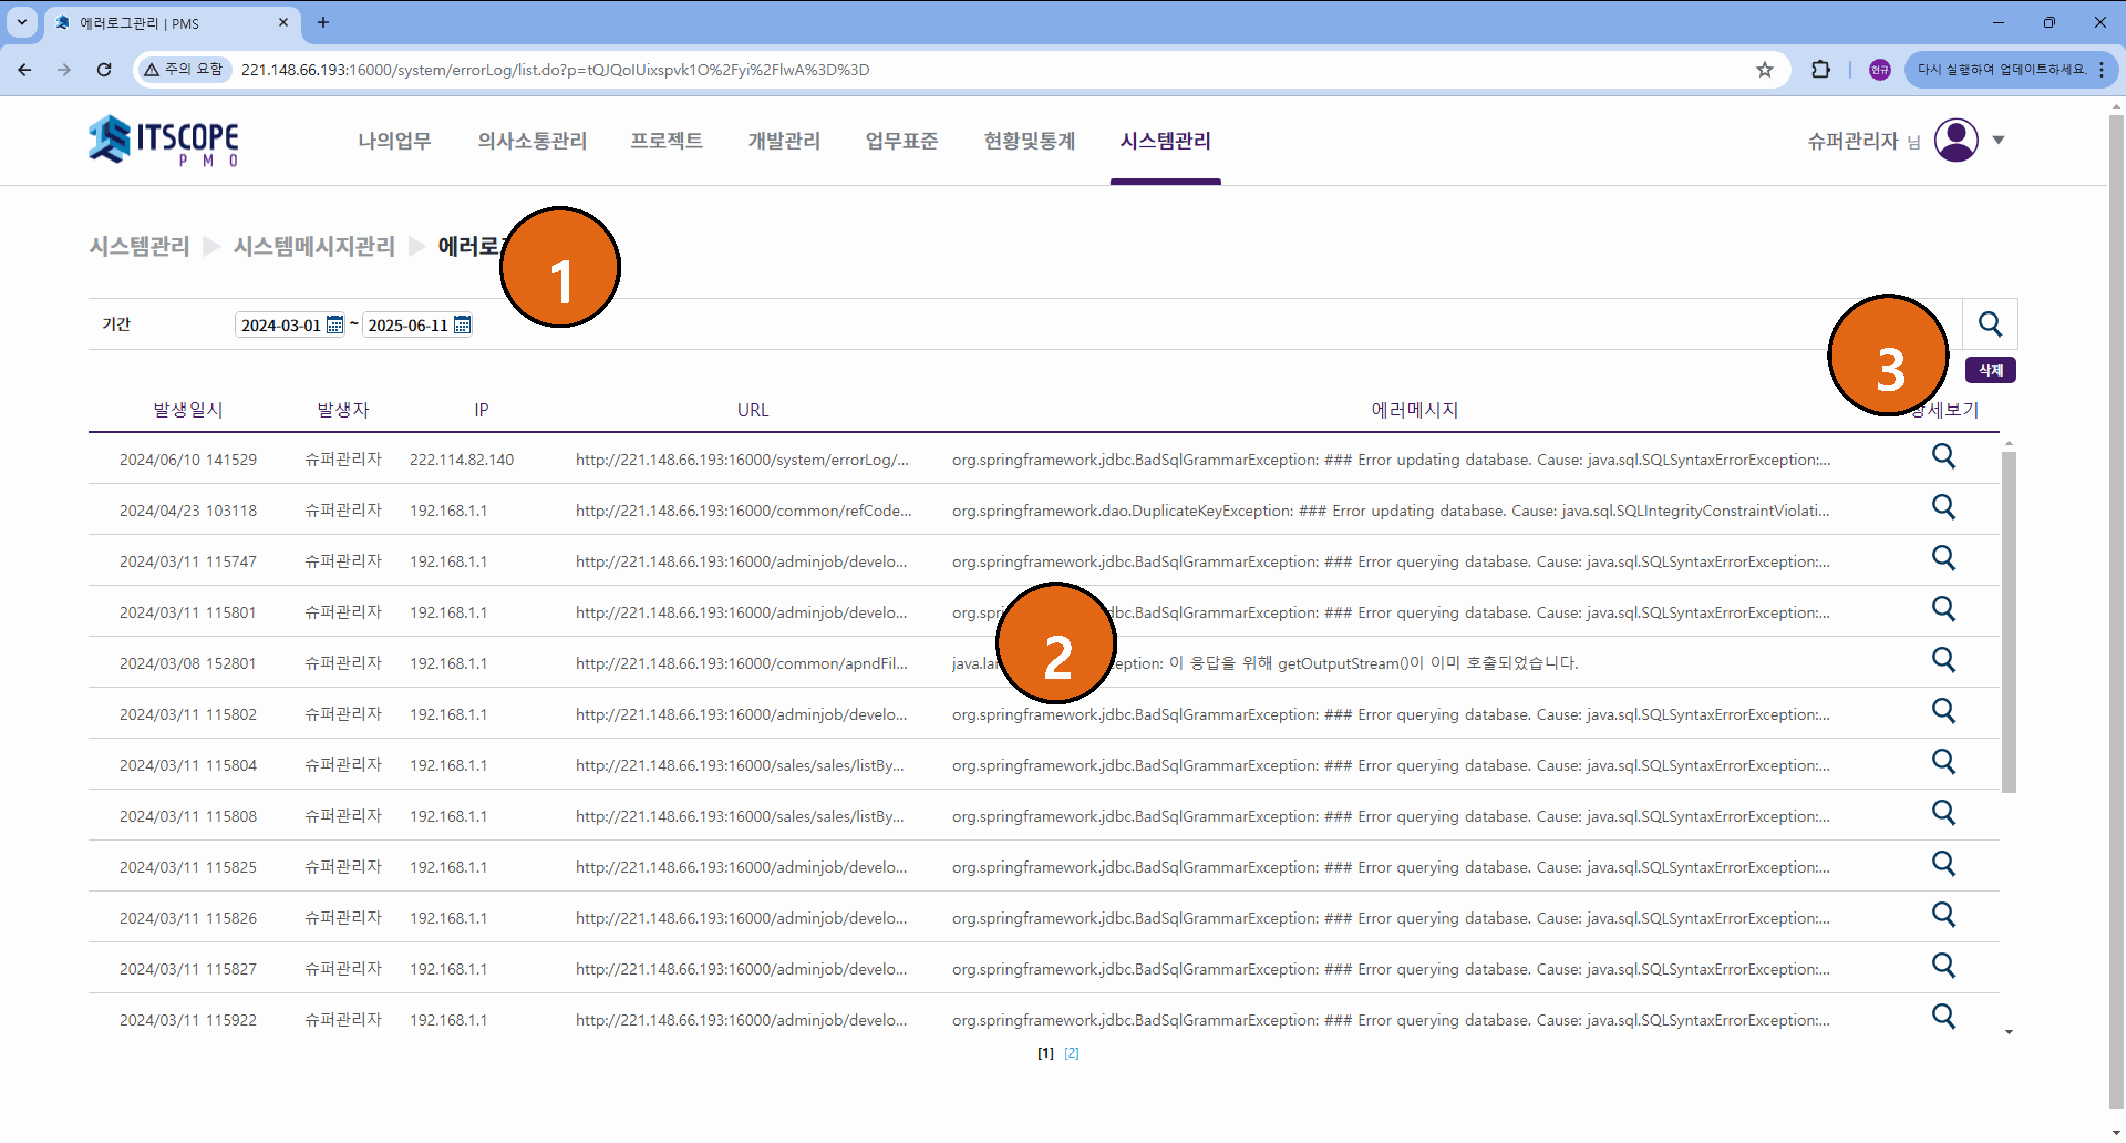 에러로그관리 | PMS
주의 요함 221.148.66.193:16000/system/errorLog/list.do?p=tQJQoIUixspvk1O%2Fyi%2FlwA%3D%3D 현규 다시 실행하여 업데이트하세요.
ITSCOPE
PMO
나의업무 의사소통관리 프로젝트 개발관리 업무표준 현황및통계 시스템관리 슈퍼관리자 님
시스템관리 시스템메시지관리 에러로
1
기간 2024-03-01 ~ 2025-06-11
3
삭제
발생일시 발생자 IP URL 에러메시지 상세보기
2024/06/10 141529 슈퍼관리자 222.114.82.140 http://221.148.66.193:16000/system/errorLog/... org.springframework.jdbc.BadSqlGrammarException: ### Error updating database. Cause: java.sql.SQLSyntaxErrorException:...
2024/04/23 103118 슈퍼관리자 192.168.1.1 http://221.148.66.193:16000/common/refCode... org.springframework.dao.DuplicateKeyException: ### Error updating database. Cause: java.sql.SQLIntegrityConstraintViolati...
2024/03/11 115747 슈퍼관리자 192.168.1.1 http://221.148.66.193:16000/adminjob/develo... org.springframework.jdbc.BadSqlGrammarException: ### Error querying database. Cause: java.sql.SQLSyntaxErrorException:...
2024/03/11 115801 슈퍼관리자 192.168.1.1 http://221.148.66.193:16000/adminjob/develo... org.spr dbc.BadSqlGrammarException: ### Error querying database. Cause: java.sql.SQLSyntaxErrorException:...
2
2024/03/08 152801 슈퍼관리자 192.168.1.1 http://221.148.66.193:16000/common/apndFil... java.la eption: 이 응답을 위해 getOutputStream()이 이미 호출되었습니다.
2024/03/11 115802 슈퍼관리자 192.168.1.1 http://221.148.66.193:16000/adminjob/develo... org.springframework.jdbc.BadSqlGrammarException: ### Error querying database. Cause: java.sql.SQLSyntaxErrorException:...
2024/03/11 115804 슈퍼관리자 192.168.1.1 http://221.148.66.193:16000/sales/sales/listBy... org.springframework.jdbc.BadSqlGrammarException: ### Error querying database. Cause: java.sql.SQLSyntaxErrorException:...
2024/03/11 115808 슈퍼관리자 192.168.1.1 http://221.148.66.193:16000/sales/sales/listBy... org.springframework.jdbc.BadSqlGrammarException: ### Error querying database. Cause: java.sql.SQLSyntaxErrorException:...
2024/03/11 115825 슈퍼관리자 192.168.1.1 http://221.148.66.193:16000/adminjob/develo... org.springframework.jdbc.BadSqlGrammarException: ### Error querying database. Cause: java.sql.SQLSyntaxErrorException:...
2024/03/11 115826 슈퍼관리자 192.168.1.1 http://221.148.66.193:16000/adminjob/develo... org.springframework.jdbc.BadSqlGrammarException: ### Error querying database. Cause: java.sql.SQLSyntaxErrorException:...
2024/03/11 115827 슈퍼관리자 192.168.1.1 http://221.148.66.193:16000/adminjob/develo... org.springframework.jdbc.BadSqlGrammarException: ### Error querying database. Cause: java.sql.SQLSyntaxErrorException:...
2024/03/11 115922 슈퍼관리자 192.168.1.1 http://221.148.66.193:16000/adminjob/develo... org.springframework.jdbc.BadSqlGrammarException: ### Error querying database. Cause: java.sql.SQLSyntaxErrorException:...
[1] [2]